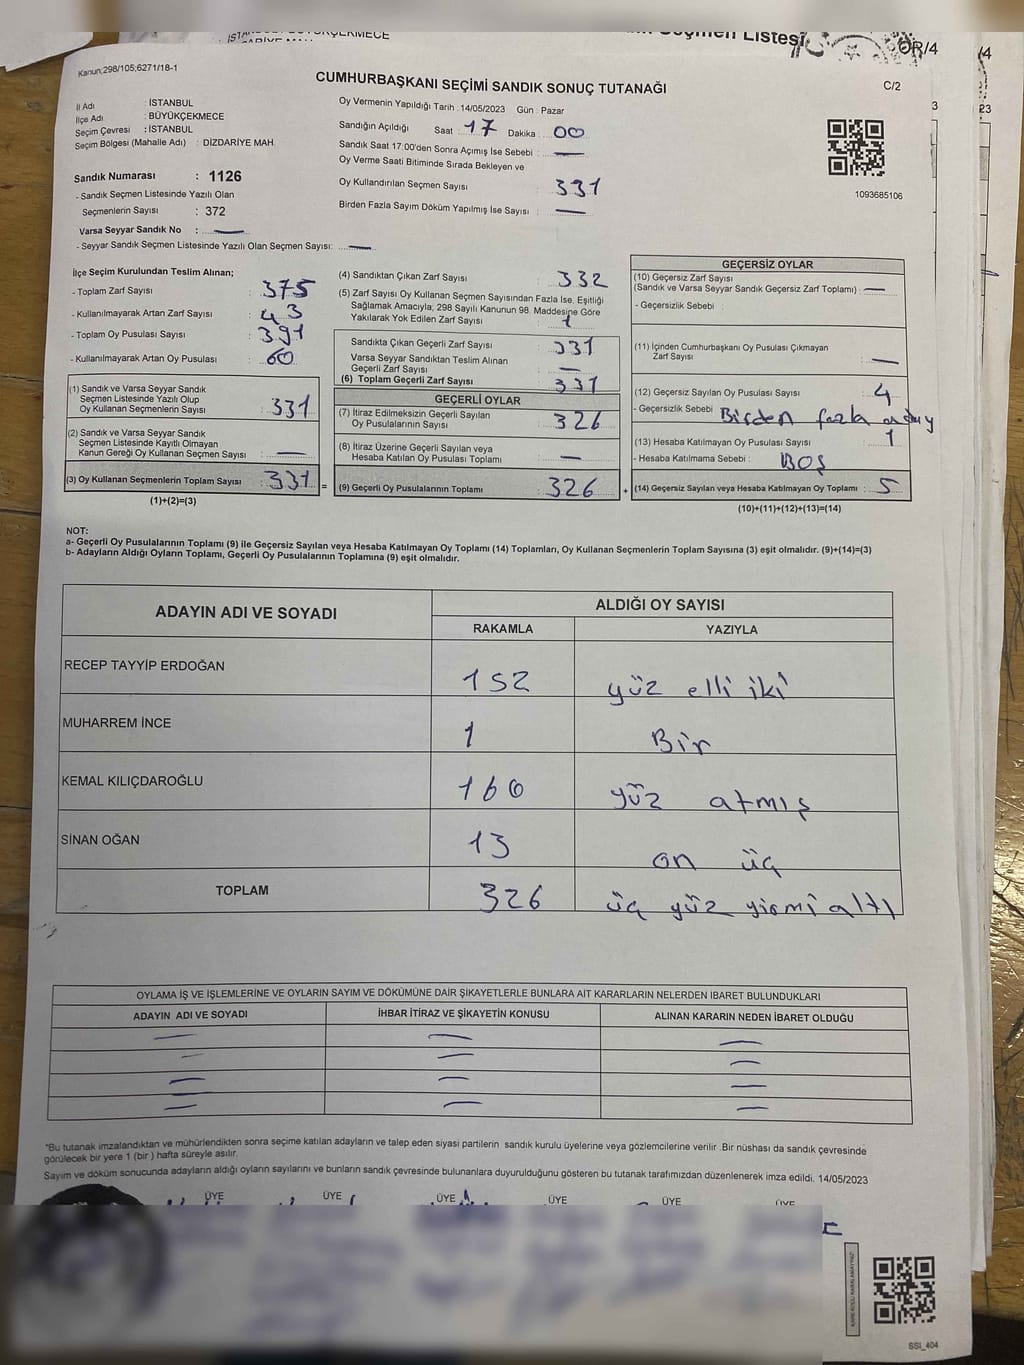 Seçmen Listesi
OR/4
Kanun;298/105;6271/18-1
CUMHURBAŞKANI SEÇİMİ SANDIK SONUÇ TUTANAĞI
C/2
İl Adı : İSTANBUL
İlçe Adı : BÜYÜKÇEKMECE
Seçim Çevresi : İSTANBUL
Seçim Bölgesi (Mahalle Adı) : DİZDARİYE MAH.
Oy Vermenin Yapıldığı Tarih : 14/05/2023 Gün : Pazar
Sandığın Açıldığı Saat : 17 Dakika : 00
Sandık Saat 17:00'den Sonra Açımış İse Sebebi : —
Oy Verme Saati Bitiminde Sırada Bekleyen ve
Oy Kullandırılan Seçmen Sayısı : 331
Birden Fazla Sayım Döküm Yapılmış İse Sayısı : —
1093685106
Sandık Numarası : 1126
- Sandık Seçmen Listesinde Yazılı Olan
Seçmenlerin Sayısı : 372
Varsa Seyyar Sandık No : —
- Seyyar Sandık Seçmen Listesinde Yazılı Olan Seçmen Sayısı: —
İlçe Seçim Kurulundan Teslim Alınan;
- Toplam Zarf Sayısı : 375
- Kullanılmayarak Artan Zarf Sayısı : 43
- Toplam Oy Pusulası Sayısı : 391
- Kullanılmayarak Artan Oy Pusulası : 60
(1) Sandık ve Varsa Seyyar Sandık
Seçmen Listesinde Yazılı Olup
Oy Kullanan Seçmenlerin Sayısı : 331
(2) Sandık ve Varsa Seyyar Sandık
Seçmen Listesinde Kayıtlı Olmayan
Kanun Gereği Oy Kullanan Seçmen Sayısı : —
(3) Oy Kullanan Seçmenlerin Toplam Sayısı : 331 =
(1)+(2)=(3)
(4) Sandıktan Çıkan Zarf Sayısı : 332
(5) Zarf Sayısı Oy Kullanan Seçmen Sayısından Fazla İse, Eşitliği
Sağlamak Amacıyla; 298 Sayılı Kanunun 98. Maddesine Göre
Yakılarak Yok Edilen Zarf Sayısı : 1
Sandıkta Çıkan Geçerli Zarf Sayısı : 331
Varsa Seyyar Sandıktan Teslim Alınan
Geçerli Zarf Sayısı : —
(6) Toplam Geçerli Zarf Sayısı : 331
GEÇERLİ OYLAR
(7) İtiraz Edilmeksizin Geçerli Sayılan
Oy Pusulalarının Sayısı : 326
(8) İtiraz Üzerine Geçerli Sayılan veya
Hesaba Katılan Oy Pusulası Toplamı : —
(9) Geçerli Oy Pusulalarının Toplamı : 326 +
GEÇERSİZ OYLAR
(10) Geçersiz Zarf Sayısı
(Sandık ve Varsa Seyyar Sandık Geçersiz Zarf Toplamı) : —
- Geçersizlik Sebebi :
(11) İçinden Cumhurbaşkanı Oy Pusulası Çıkmayan
Zarf Sayısı : —
(12) Geçersiz Sayılan Oy Pusulası Sayısı : 4
- Geçersizlik Sebebi : Birden fazla
(13) Hesaba Katılmayan Oy Pusulası Sayısı : 1
- Hesaba Katılmama Sebebi : BOŞ
(14) Geçersiz Sayılan veya Hesaba Katılmayan Oy Toplamı : 5
(10)+(11)+(12)+(13)=(14)
NOT:
a- Geçerli Oy Pusulalarının Toplamı (9) ile Geçersiz Sayılan veya Hesaba Katılmayan Oy Toplamı (14) Toplamları, Oy Kullanan Seçmenlerin Toplam Sayısına (3) eşit olmalıdır. (9)+(14)=(3)
b- Adayların Aldığı Oyların Toplamı, Geçerli Oy Pusulalarının Toplamına (9) eşit olmalıdır.
ADAYIN ADI VE SOYADI
ALDIĞI OY SAYISI
RAKAMLA YAZIYLA
RECEP TAYYİP ERDOĞAN 152 yüz elli iki
MUHARREM İNCE 1 Bir
KEMAL KILIÇDAROĞLU 160 yüz atmış
SİNAN OĞAN 13 on üç
TOPLAM 326 üç yüz yirmi altı
OYLAMA İŞ VE İŞLEMLERİNE VE OYLARIN SAYIM VE DÖKÜMÜNE DAİR ŞİKAYETLERLE BUNLARA AİT KARARLARIN NELERDEN İBARET BULUNDUKLARI
ADAYIN ADI VE SOYADI İHBAR İTİRAZ VE ŞİKAYETİN KONUSU ALINAN KARARIN NEDEN İBARET OLDUĞU
*Bu tutanak imzalandıktan ve mühürlendikten sonra seçime katılan adayların ve talep eden siyasi partilerin sandık kurulu üyelerine veya gözlemcilerine verilir. Bir nüshası da sandık çevresinde
görülecek bir yere 1 (bir ) hafta süreyle asılır.
Sayım ve döküm sonucunda adayların aldığı oyların sayılarını ve bunların sandık çevresinde bulunanlara duyurulduğunu gösteren bu tutanak tarafımızdan düzenlenerek imza edildi. 14/05/2023
ÜYE ÜYE ÜYE ÜYE ÜYE ÜYE
SSI_404